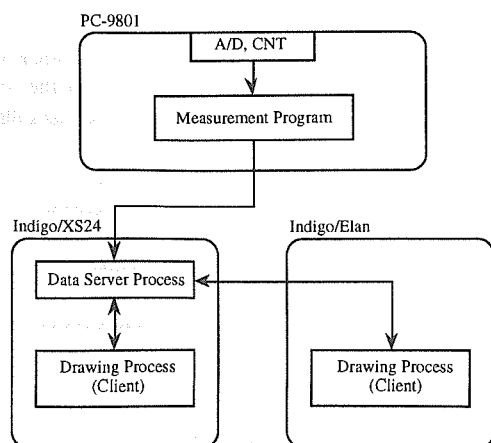 PC-9801
A/D, CNT
Measurement Program
Indigo/XS24
Indigo/Elan
Data Server Process
Drawing Process
(Client)
Drawing Process
(Client)